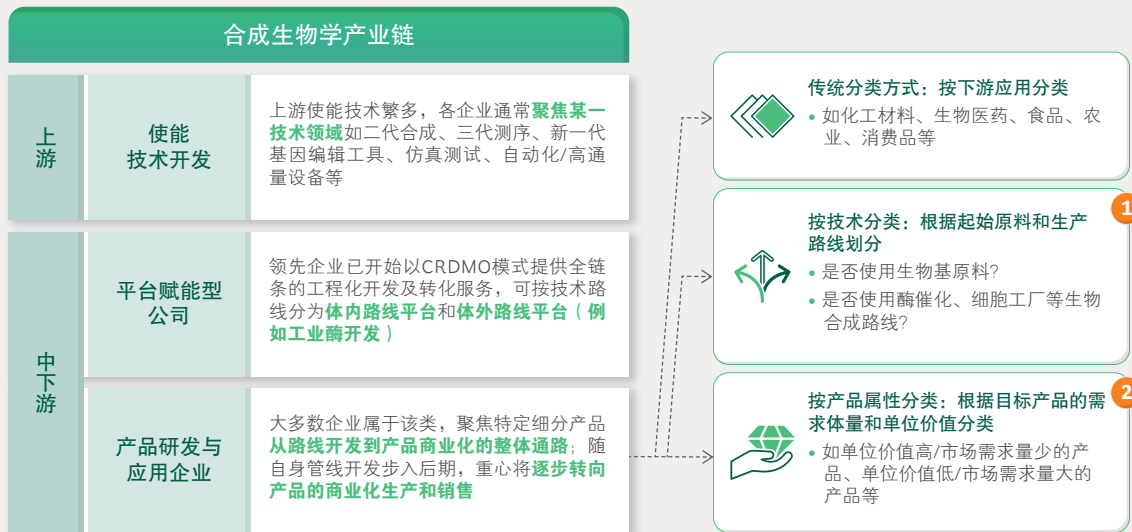 合成生物学产业链
上游
使能
技术开发
上游使能技术繁多，各企业通常聚焦某一
技术领域如二代合成、三代测序、新一代
基因编辑工具、仿真测试、自动化/高通
量设备等
中下游
平台赋能型
公司
领先企业已开始以CRDMO模式提供全链
条的工程化开发及转化服务，可按技术路
线分为体内路线平台和体外路线平台（例
如工业酶开发）
产品研发与
应用企业
大多数企业属于该类，聚焦特定细分产品
从路线开发到产品商业化的整体通路；随
自身管线开发步入后期，重心将逐步转向
产品的商业化生产和销售
传统分类方式：按下游应用分类
• 如化工材料、生物医药、食品、农
业、消费品等
1
按技术分类：根据起始原料和生产
路线划分
• 是否使用生物基原料？
• 是否使用酶催化、细胞工厂等生物
合成路线？
2
按产品属性分类：根据目标产品的需
求体量和单位价值分类
• 如单位价值高/市场需求量少的产
品、单位价值低/市场需求量大的
产品等